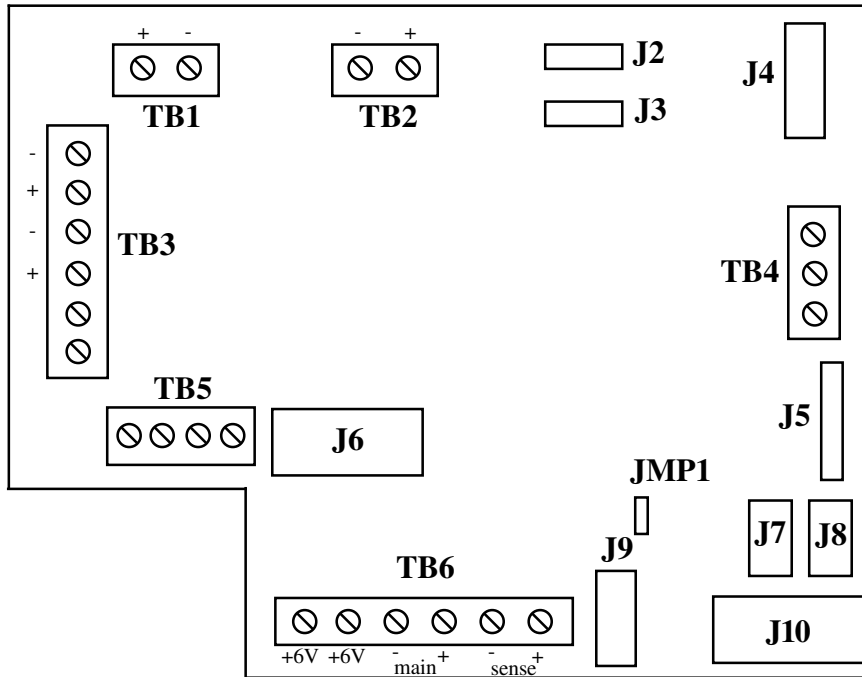 + -
- +
J2
J4
TB1
TB2
J3
-
+
-
+
TB3
TB4
TB5
J6
J5
JMP1
J7
J8
J9
TB6
J10
+6V +6V - + - +
main sense